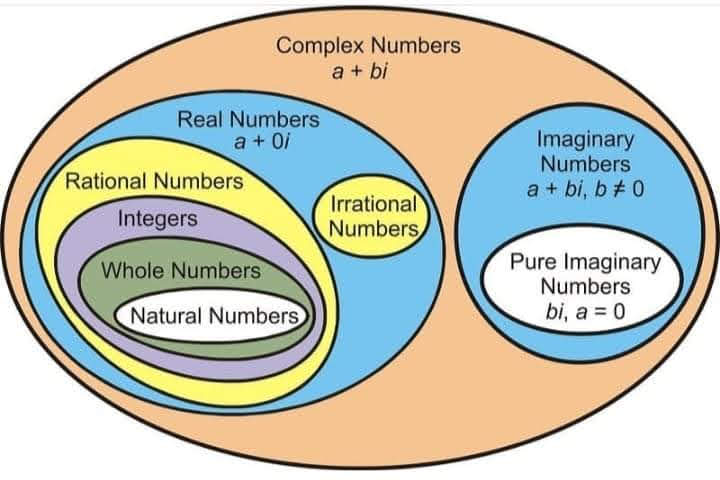 Complex Numbers
a + bi
Real Numbers
a + 0i
Rational Numbers
Integers
Whole Numbers
Natural Numbers
Irrational
Numbers
Imaginary
Numbers
a + bi, b ≠ 0
Pure Imaginary
Numbers
bi, a = 0